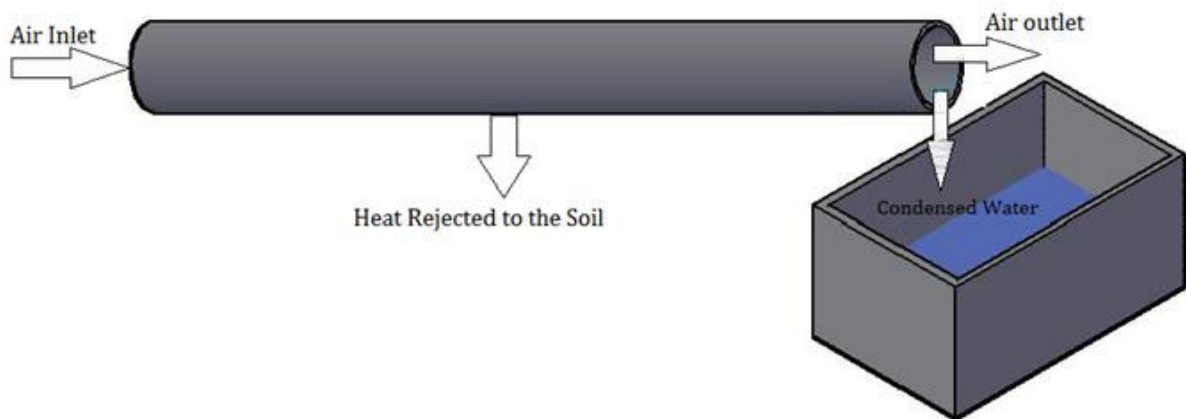 Air Inlet
Air outlet
Heat Rejected to the Soil
Condensed Water